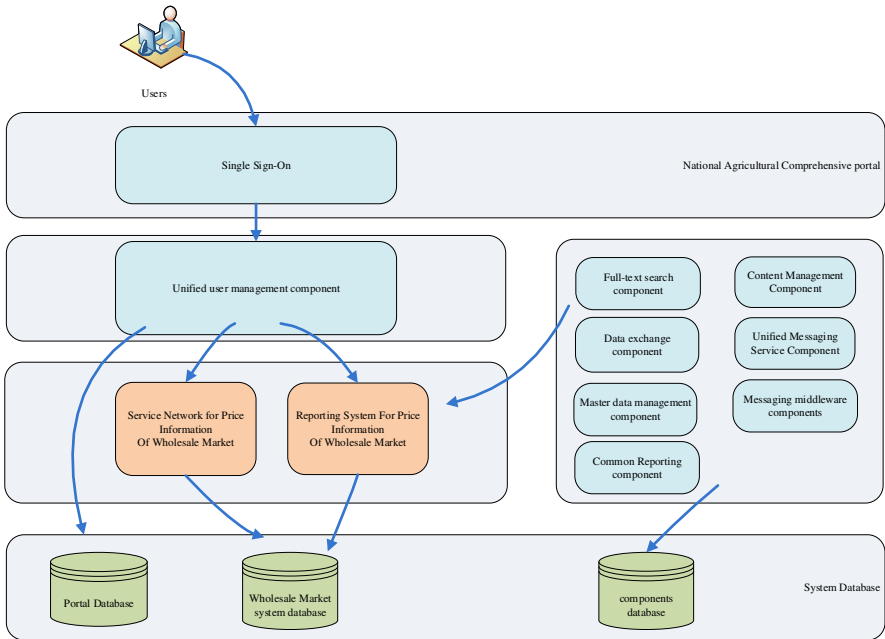 Users
Single Sign-On
National Agricultural Comprehensive portal
Unified user management component
Full-text search
component
Content Management
Component
Data exchange
component
Unified Messaging
Service Component
Master data management
component
Messaging middleware
components
Common Reporting
component
Service Network for Price
Information
Of Wholesale Market
Reporting System For Price
Information
Of Wholesale Market
Portal Database
Wholesale Market
system database
components
database
System Database